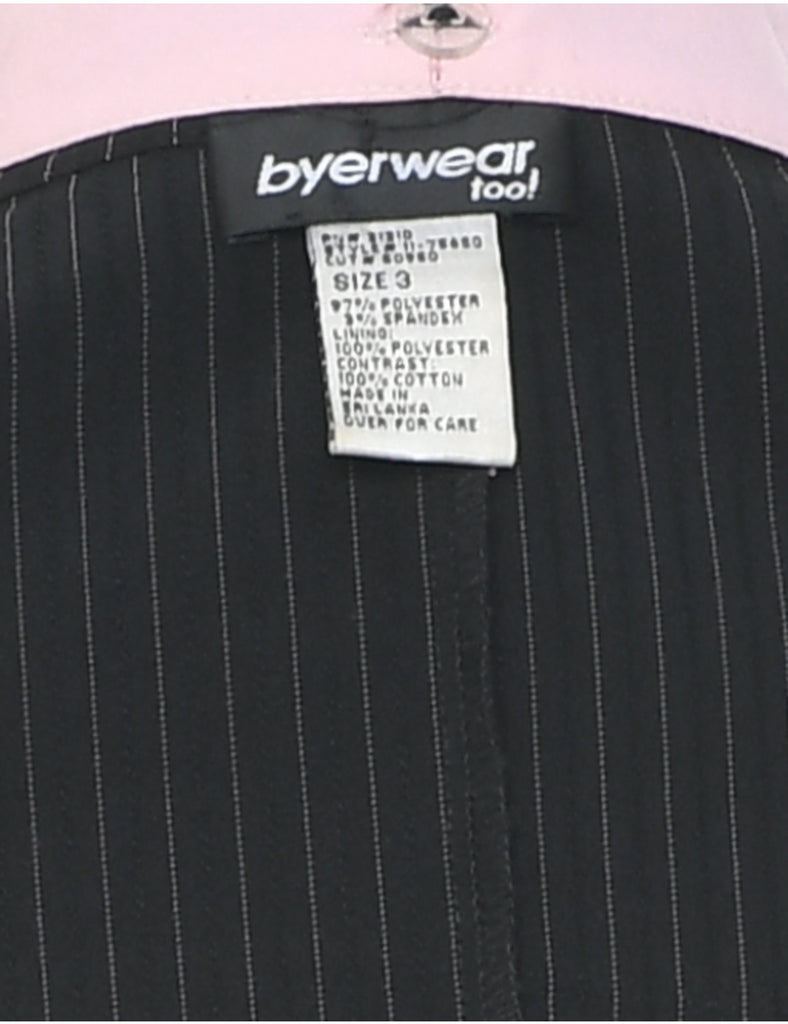 byerwear
too!
SIZE 3
97% POLYESTER
3% SPANDEX
LINING:
100% POLYESTER
CONTRAST:
100% COTTON
MADE IN
SRI LANKA
OVER FOR CARE